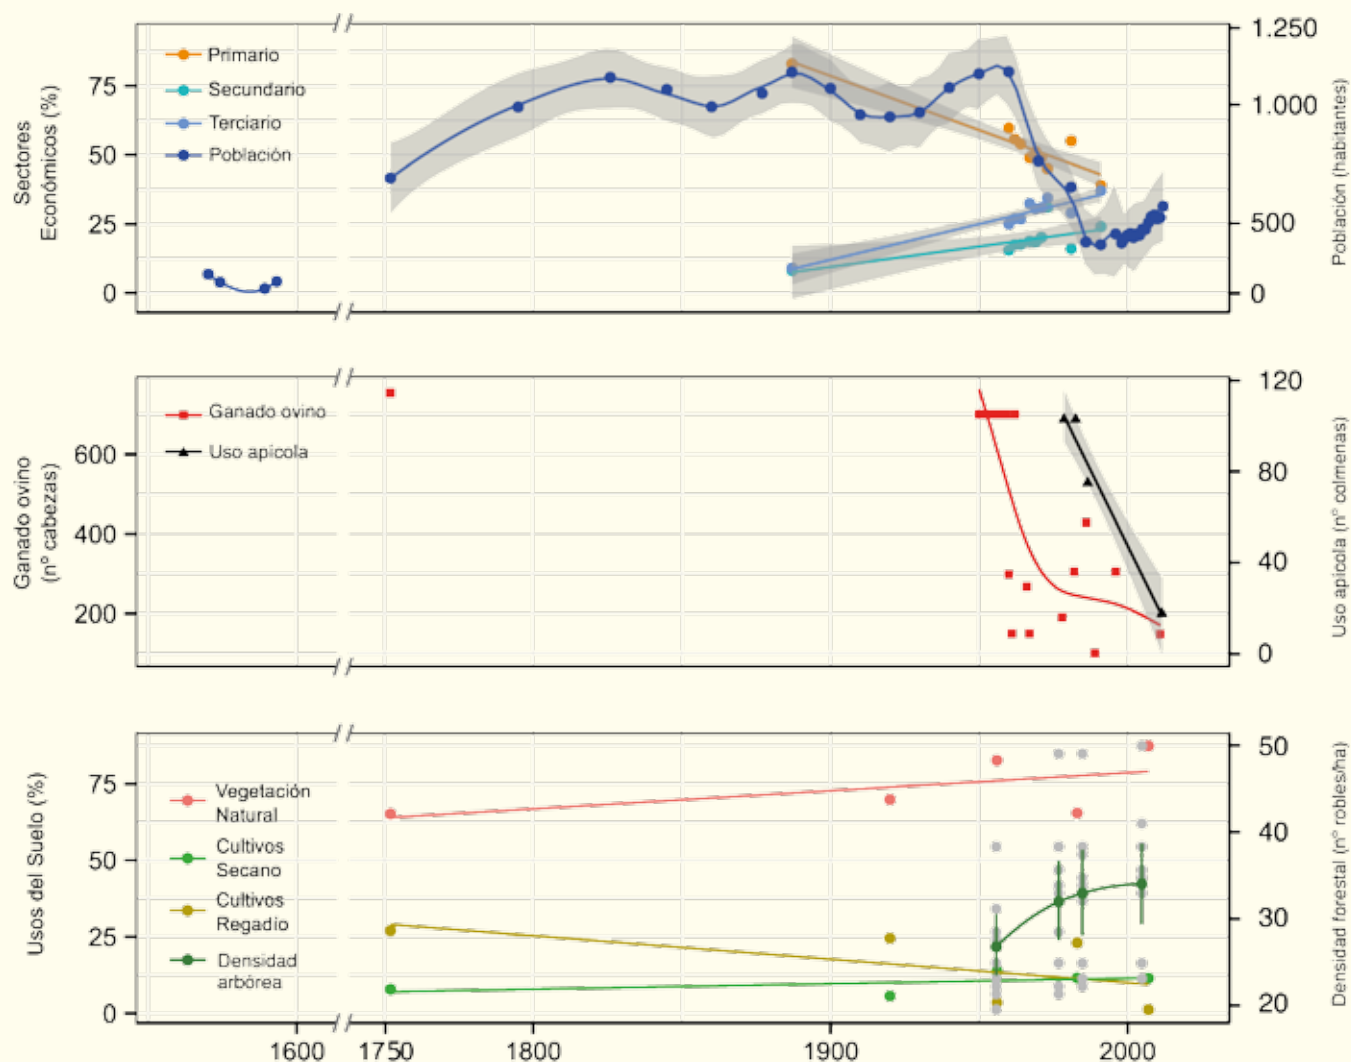 Sectores
Económicos (%)
75
50
25
0
Primario
Secundario
Terciario
Población
1.250
1.000
500
0
Población (habitantes)
Ganado ovino
(nº cabezas)
600
400
200
Ganado ovino
Uso apicola
120
80
40
0
Uso apicola (nº colmenas)
Usos del Suelo (%)
75
50
25
0
Vegetación
Natural
Cultivos
Secano
Cultivos
Regadio
Densidad
arbórea
50
40
30
20
Densidad forestal (nº robles/ha)
1600 1750 1800 1900 2000